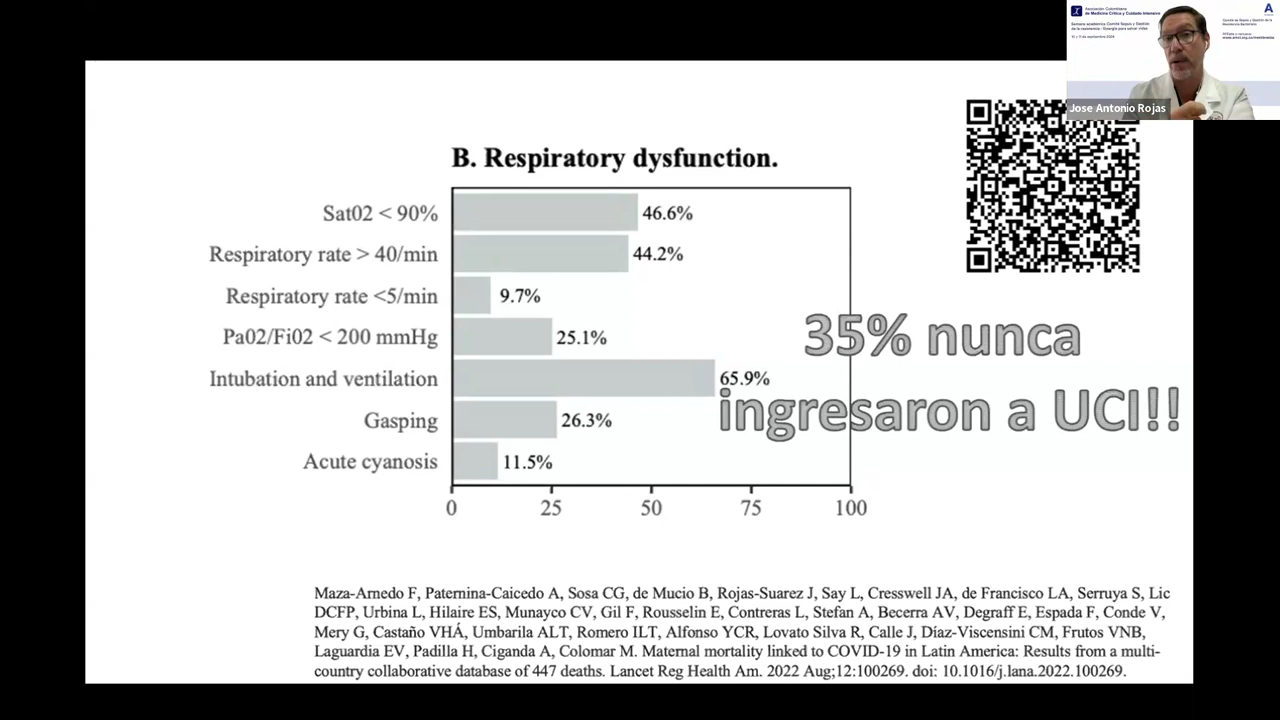 Asociación Colombiana
de Medicina Crítica y Cuidado Intensivo
Jose Antonio Rojas
B. Respiratory dysfunction.
Sat02 < 90%
46.6%
Respiratory rate > 40/min
44.2%
Respiratory rate <5/min
9.7%
Pa02/Fi02 < 200 mmHg
25.1%
Intubation and ventilation
65.9%
Gasping
26.3%
Acute cyanosis
11.5%
0 25 50 75 100
35% nunca
ingresaron a UCI!!
Maza-Arnedo F, Paternina-Caicedo A, Sosa CG, de Mucio B, Rojas-Suarez J, Say L, Cresswell JA, de Francisco LA, Serruya S, Lic
DCFP, Urbina L, Hilaire ES, Munayco CV, Gil F, Rousselin E, Contreras L, Stefan A, Becerra AV, Degraff E, Espada F, Conde V,
Mery G, Castaño VHÁ, Umbarila ALT, Romero ILT, Alfonso YCR, Lovato Silva R, Calle J, Díaz-Viscensini CM, Frutos VNB,
Laguardia EV, Padilla H, Ciganda A, Colomar M. Maternal mortality linked to COVID-19 in Latin America: Results from a multi-
country collaborative database of 447 deaths. Lancet Reg Health Am. 2022 Aug;12:100269. doi: 10.1016/j.lana.2022.100269.